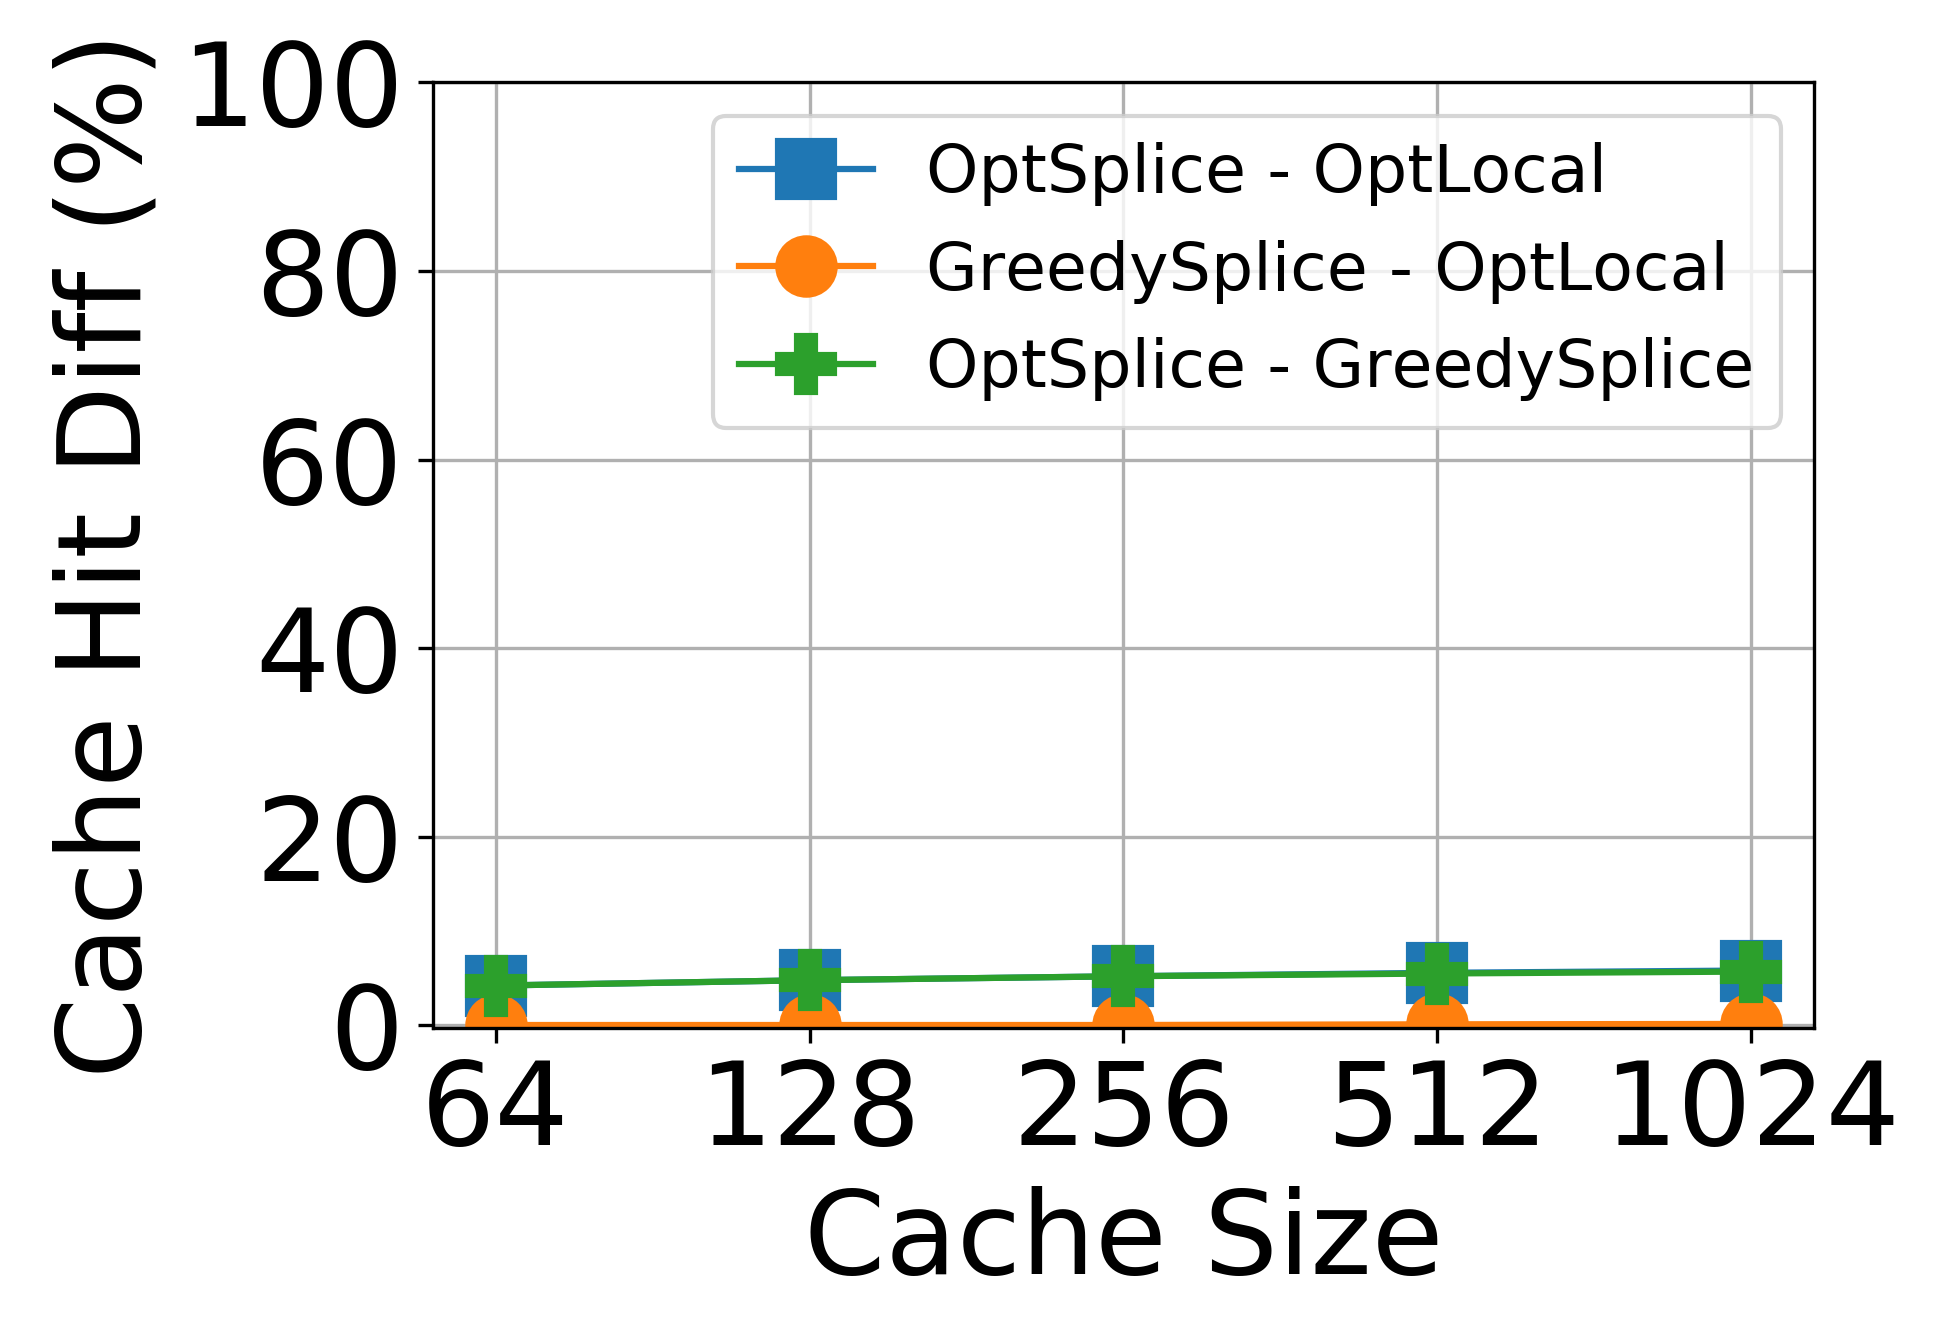 Cache Hit Diff (%)
100
80
60
40
20
0
OptSplice - OptLocal
GreedySplice - OptLocal
OptSplice - GreedySplice
64 128 256 512 1024
Cache Size